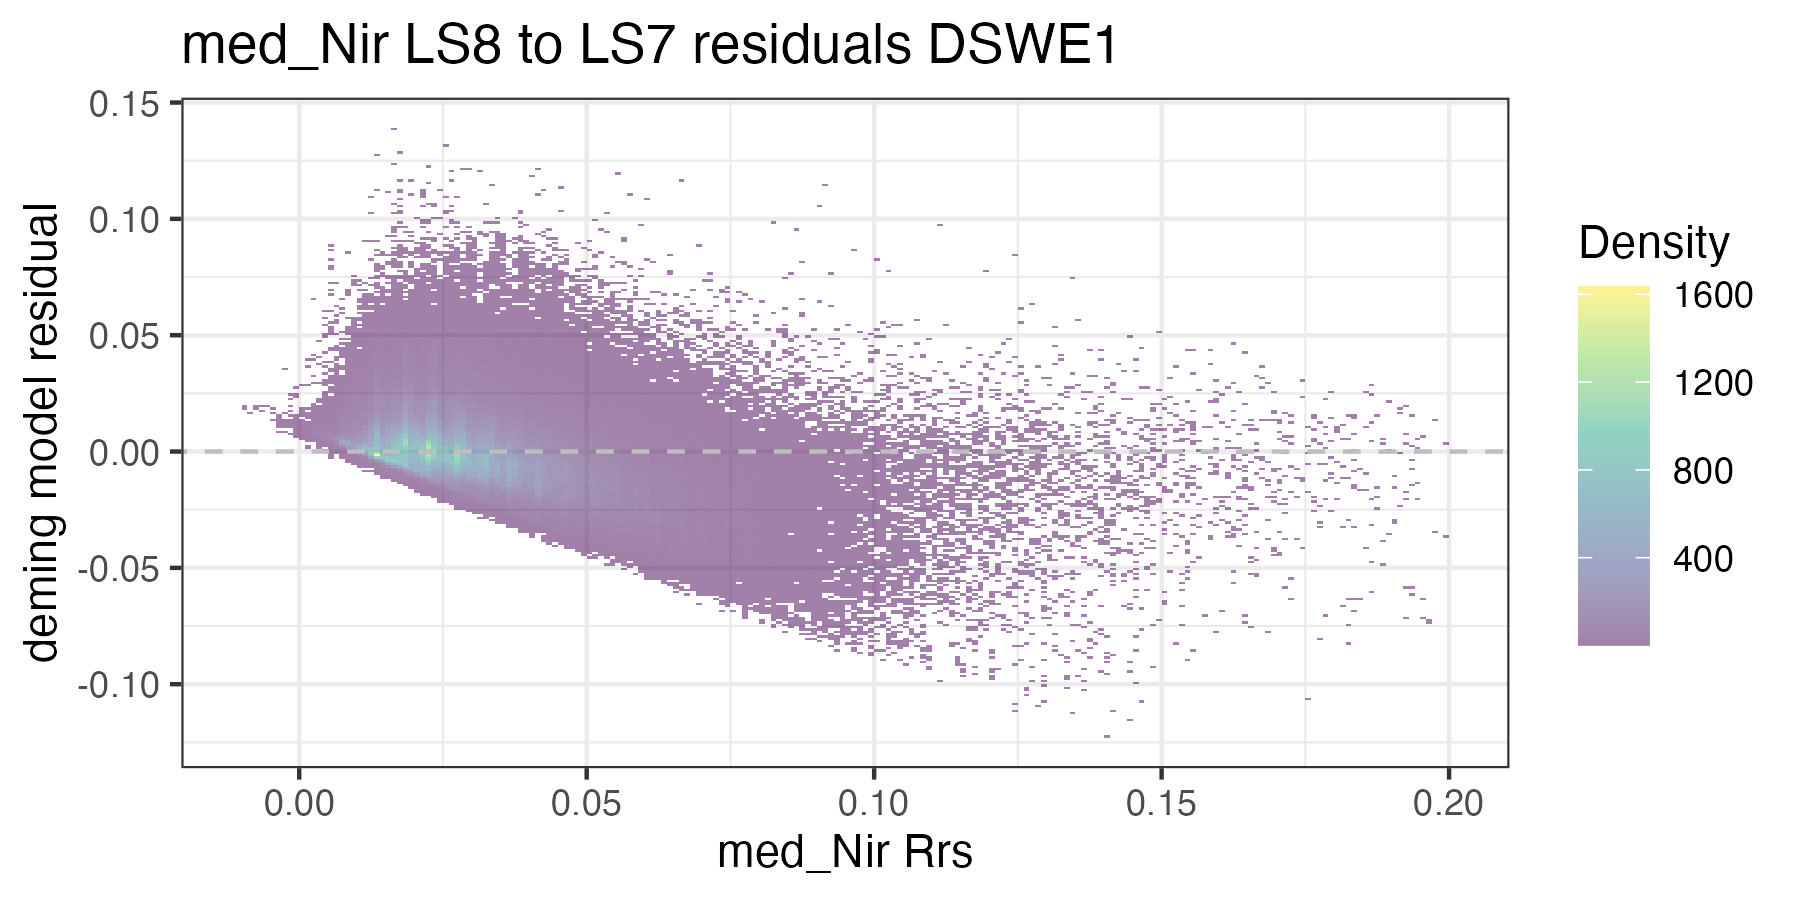 med_Nir LS8 to LS7 residuals DSWE1
deming model residual
0.15
0.10
0.05
0.00
-0.05
-0.10
0.00 0.05 0.10 0.15 0.20
med_Nir Rrs
Density
1600
1200
800
400